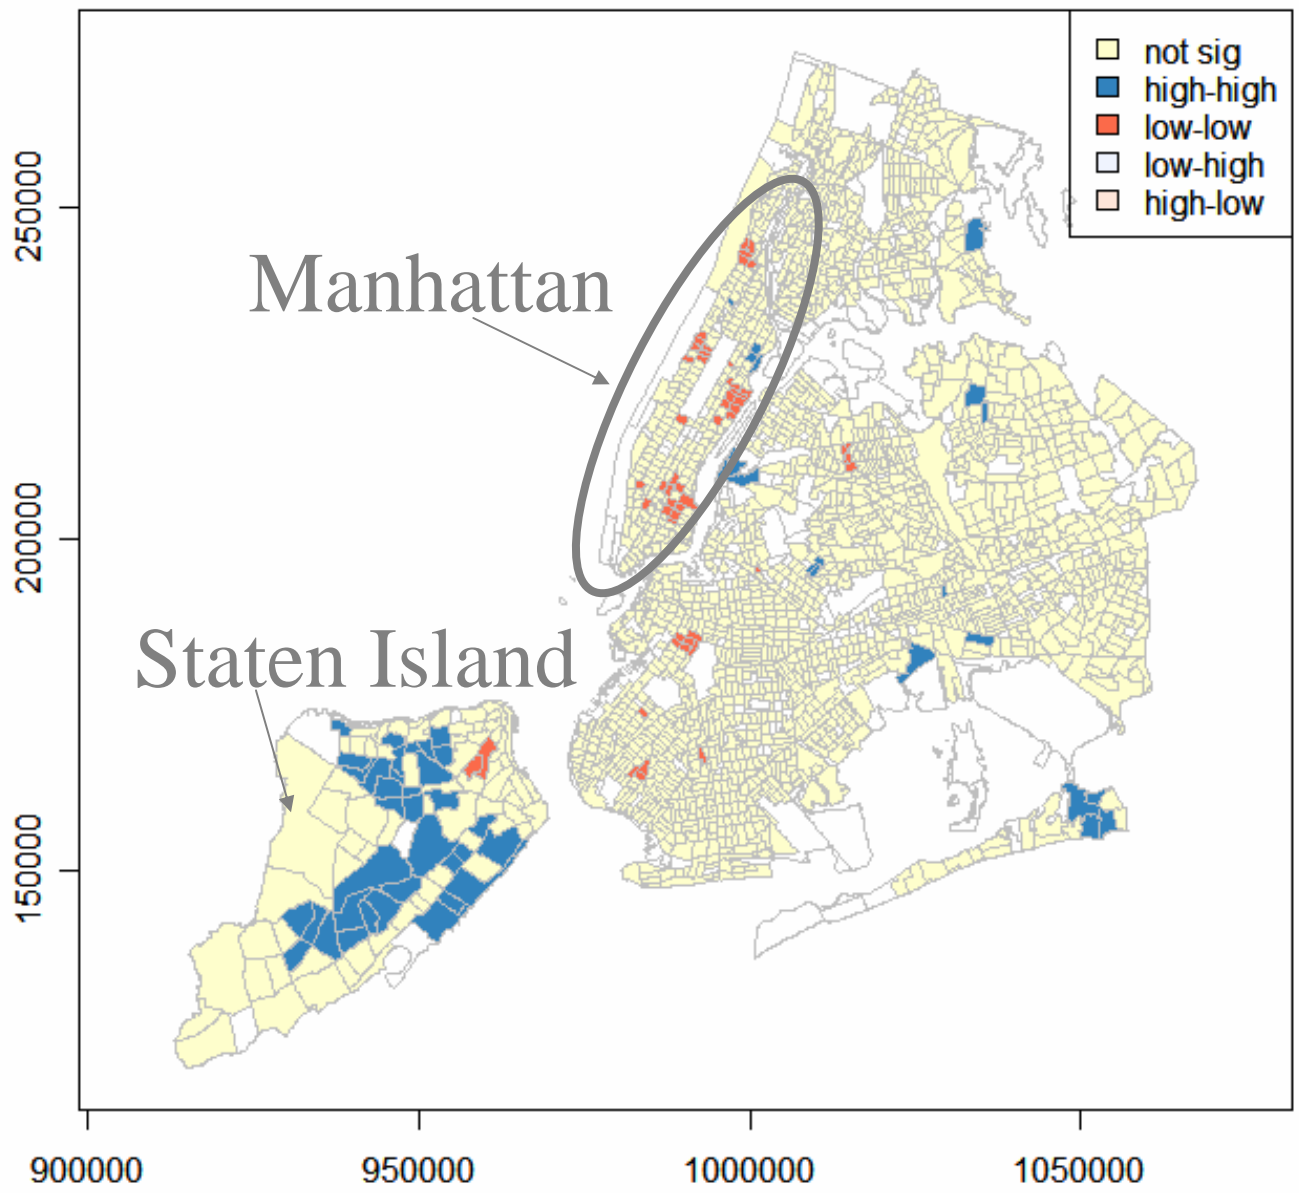 not sig
high-high
low-low
low-high
high-low
250000
Manhattan
200000
Staten Island
150000
900000 950000 1000000 1050000